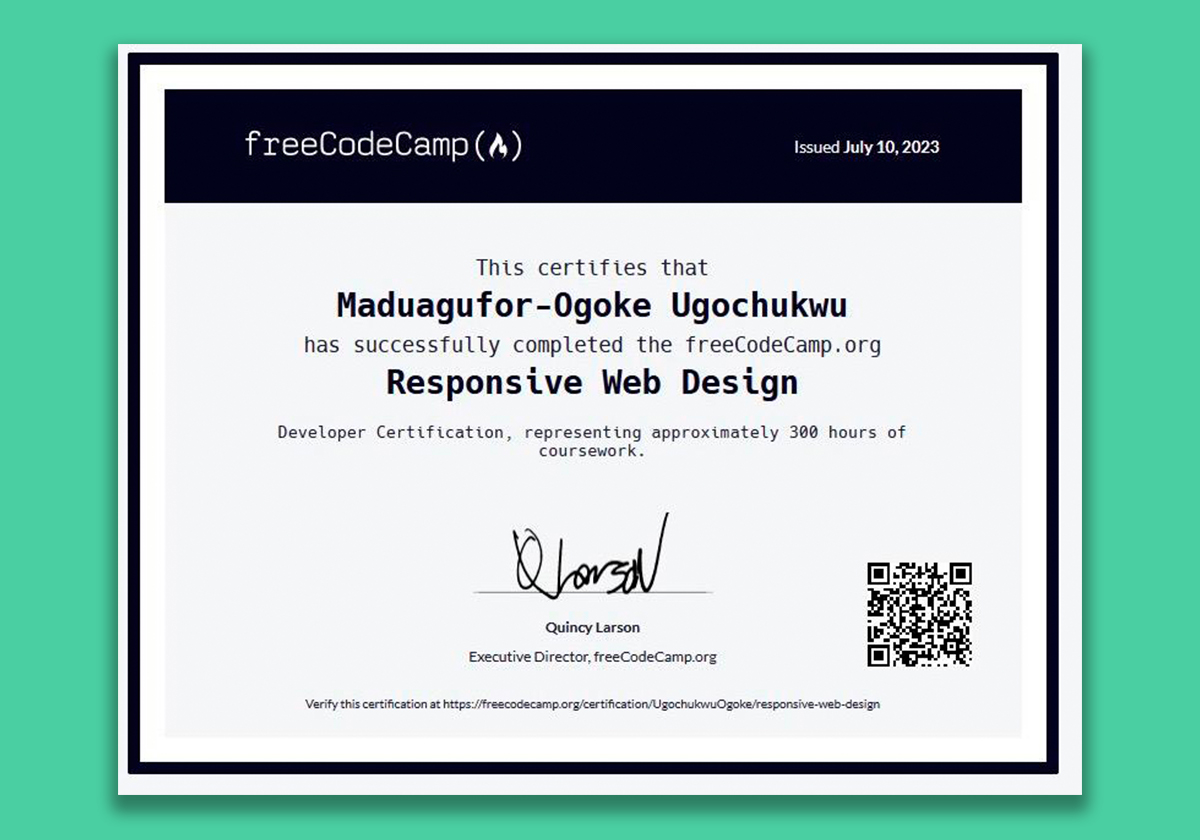 freeCodeCamp(🔥)
Issued July 10, 2023
This certifies that
Maduagufor-Ogoke Ugochukwu
has successfully completed the freeCodeCamp.org
Responsive Web Design
Developer Certification, representing approximately 300 hours of
coursework.
Q Larson
Quincy Larson
Executive Director, freeCodeCamp.org
Verify this certification at https://freecodecamp.org/certification/UgochukwuOgoke/responsive-web-design